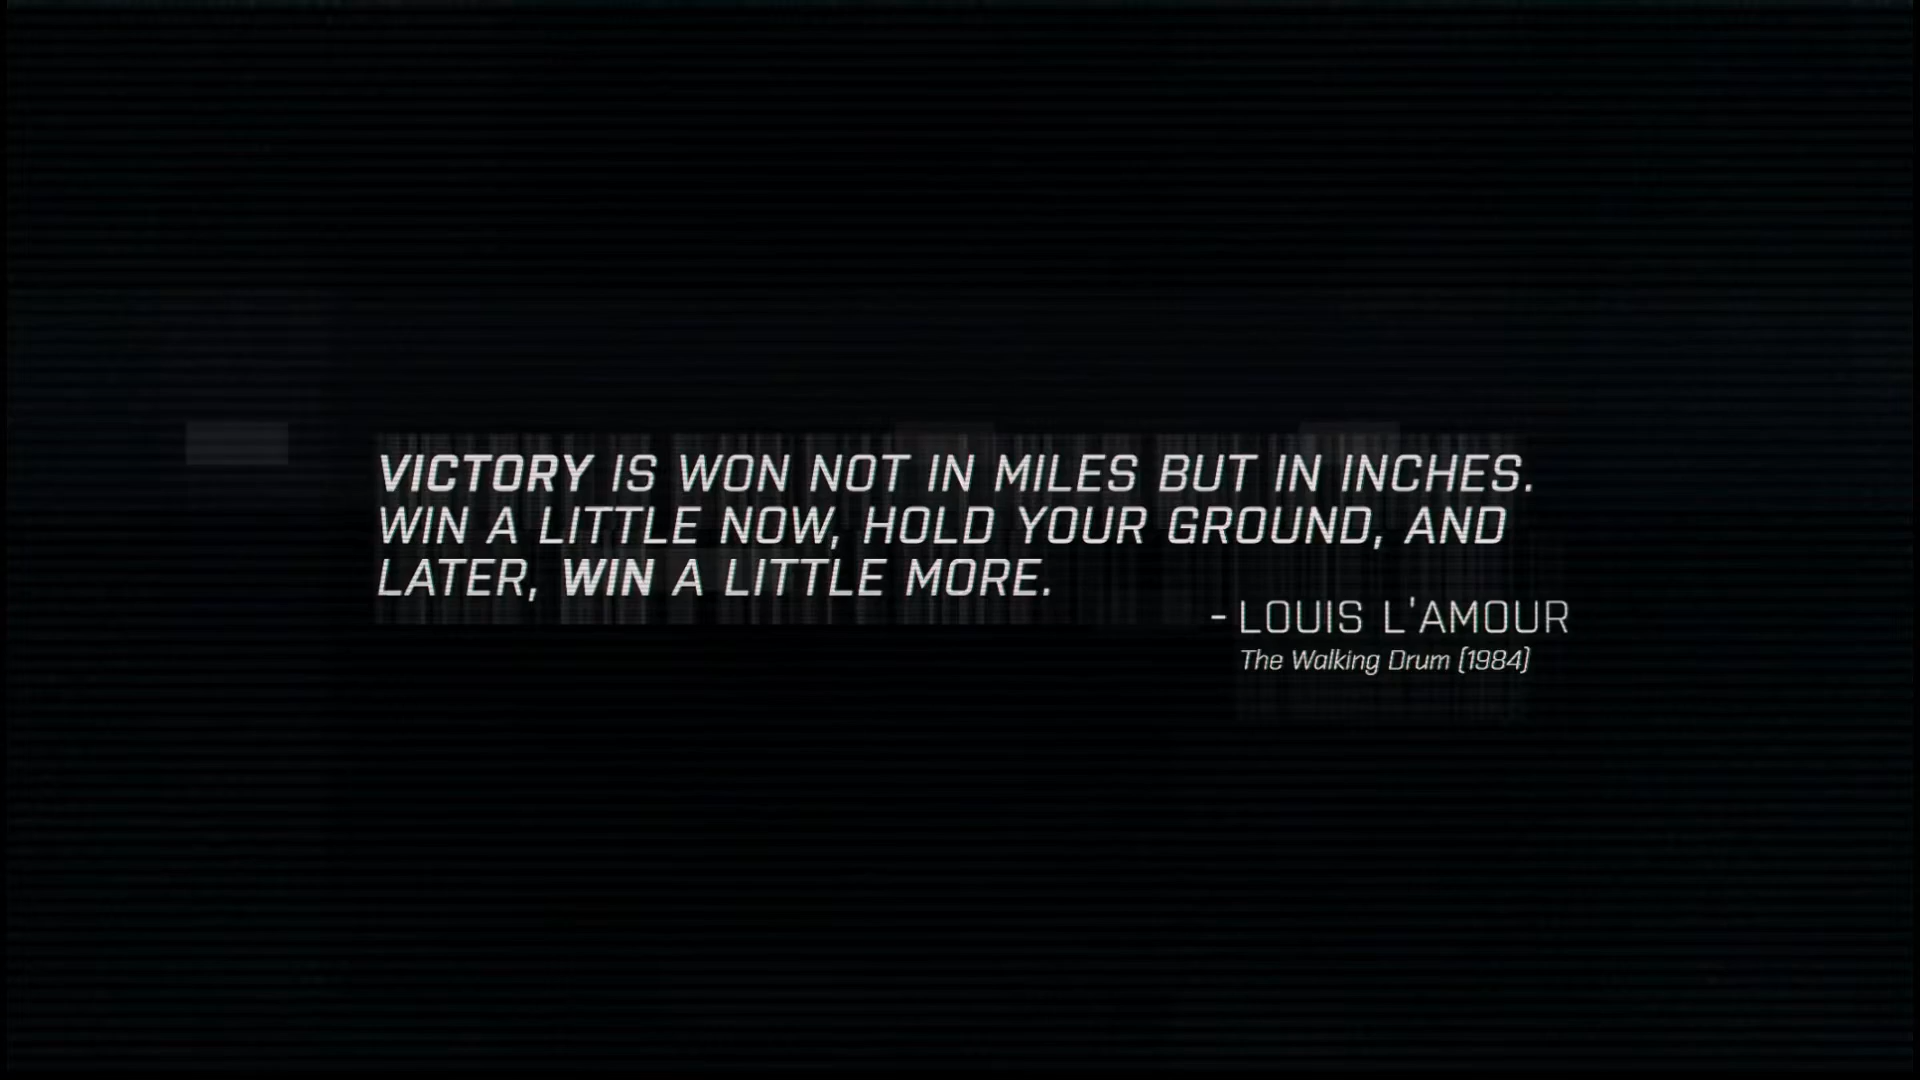 VICTORY IS WON NOT IN MILES BUT IN INCHES.
WIN A LITTLE NOW, HOLD YOUR GROUND, AND
LATER, WIN A LITTLE MORE.
- LOUIS L'AMOUR
The Walking Drum (1984)